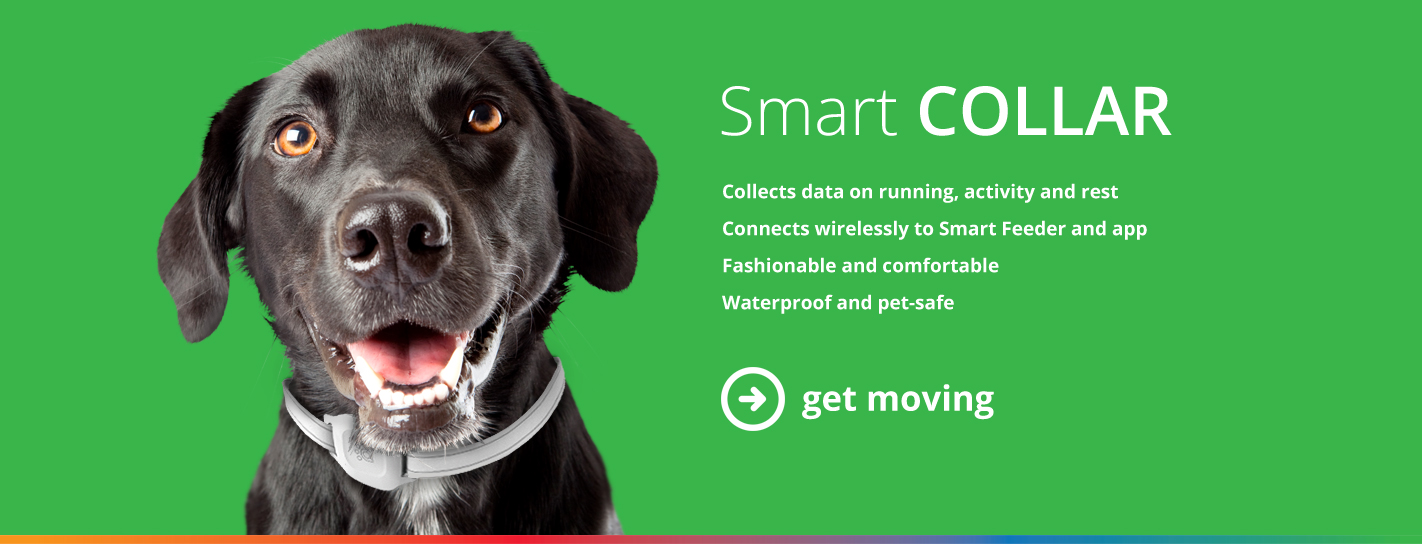 Smart COLLAR
Collects data on running, activity and rest
Connects wirelessly to Smart Feeder and app
Fashionable and comfortable
Waterproof and pet-safe
get moving